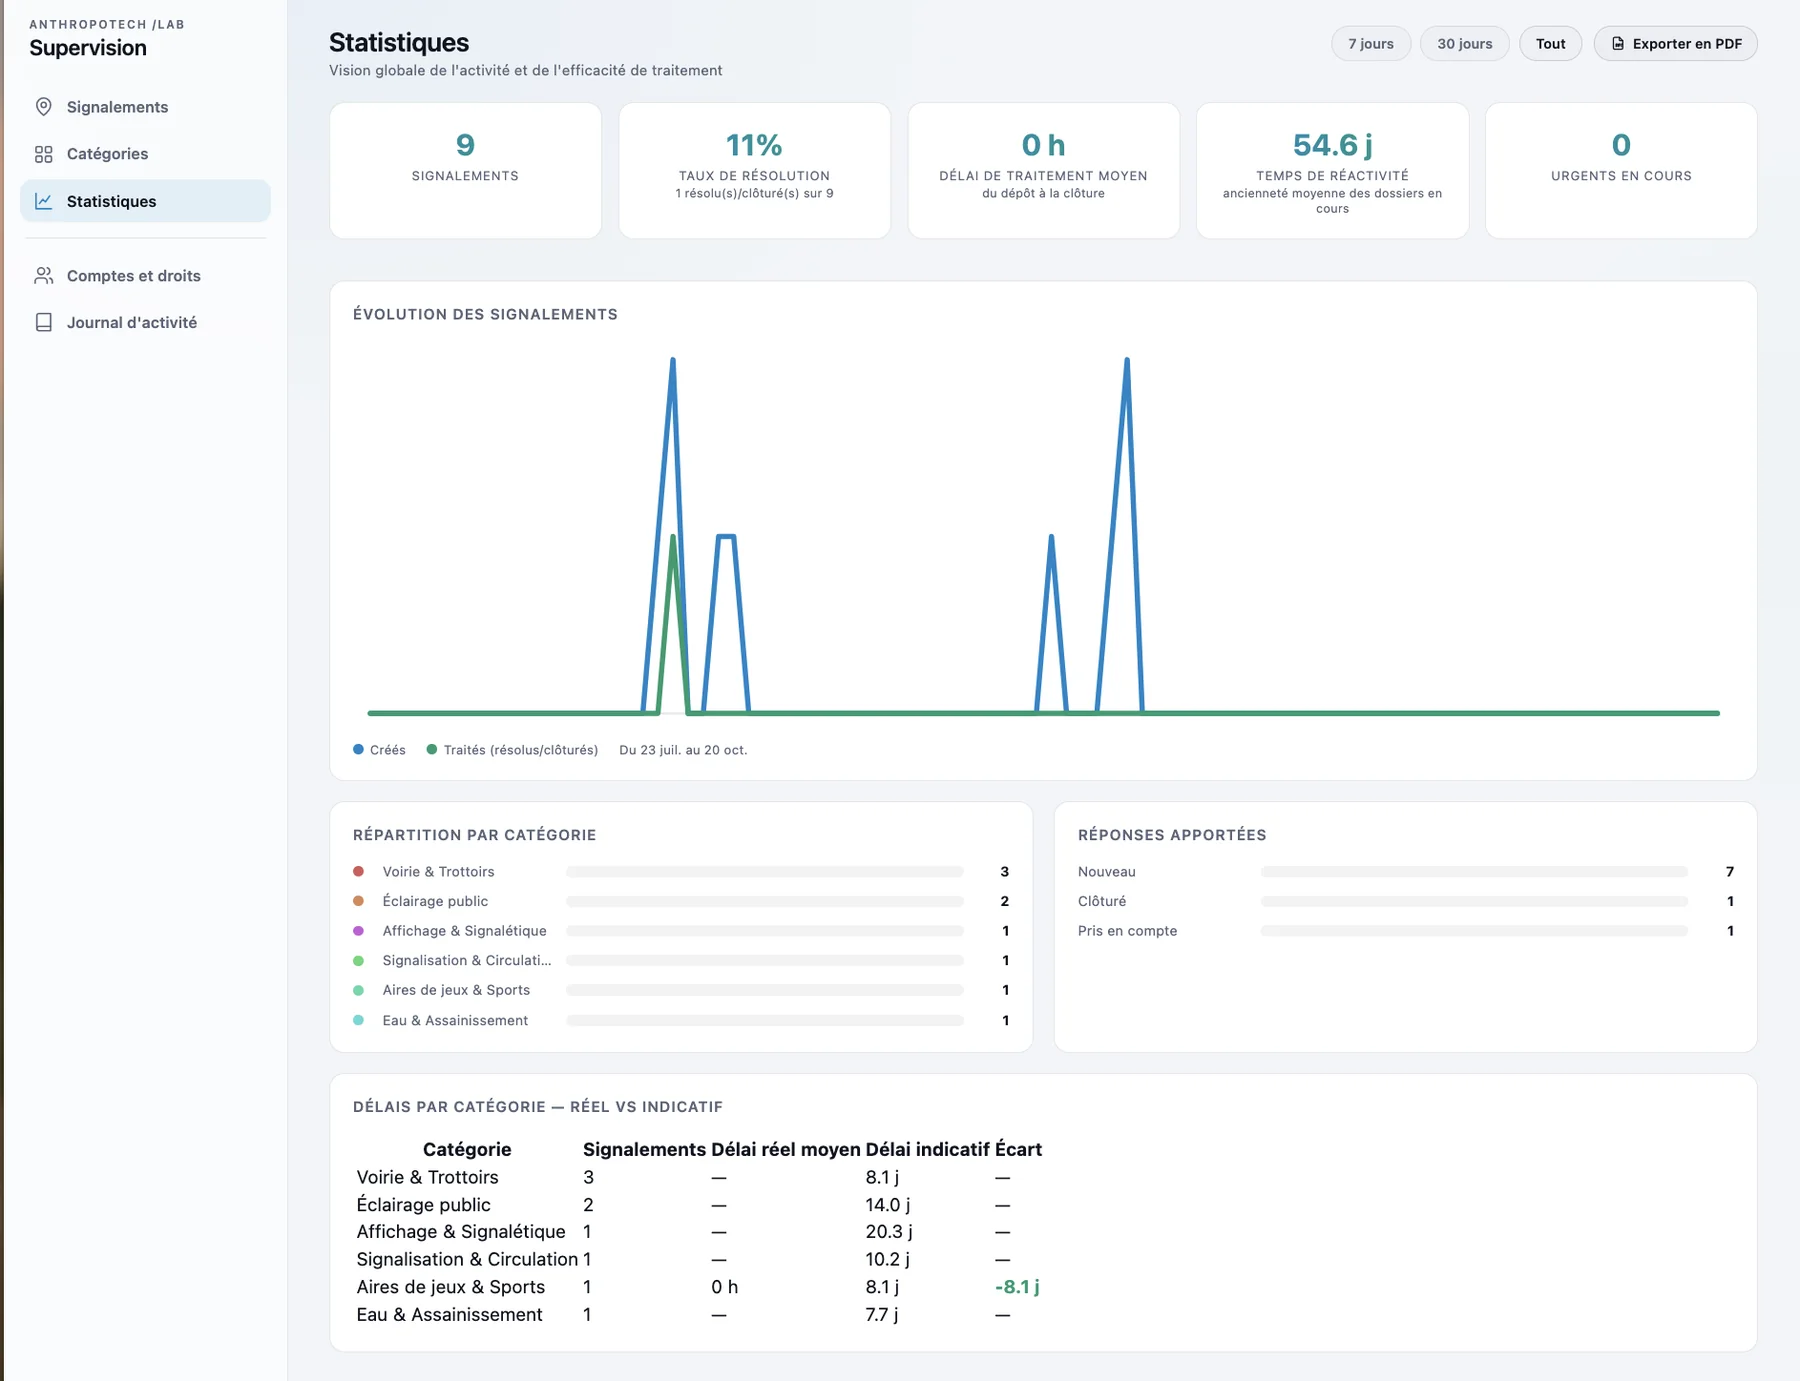 ANTHROPOTECH /LAB
Supervision
Signalements
Catégories
Statistiques
Comptes et droits
Journal d'activité
Statistiques
Vision globale de l'activité et de l'efficacité de traitement
7 jours
30 jours
Tout
Exporter en PDF
9
SIGNALEMENTS
11%
TAUX DE RÉSOLUTION
1 résolu(s)/clôturé(s) sur 9
0 h
DÉLAI DE TRAITEMENT MOYEN
du dépôt à la clôture
54.6 j
TEMPS DE RÉACTIVITÉ
ancienneté moyenne des dossiers en
cours
0
URGENTS EN COURS
ÉVOLUTION DES SIGNALEMENTS
Créés Traités (résolus/clôturés) Du 23 juil. au 20 oct.
RÉPARTITION PAR CATÉGORIE
Voirie & Trottoirs 3
Éclairage public 2
Affichage & Signalétique 1
Signalisation & Circulati... 1
Aires de jeux & Sports 1
Eau & Assainissement 1
RÉPONSES APPORTÉES
Nouveau 7
Clôturé 1
Pris en compte 1
DÉLAIS PAR CATÉGORIE — RÉEL VS INDICATIF
Catégorie Signalements Délai réel moyen Délai indicatif Écart
Voirie & Trottoirs 3 — 8.1 j —
Éclairage public 2 — 14.0 j —
Affichage & Signalétique 1 — 20.3 j —
Signalisation & Circulation 1 — 10.2 j —
Aires de jeux & Sports 1 0 h 8.1 j -8.1 j
Eau & Assainissement 1 — 7.7 j —